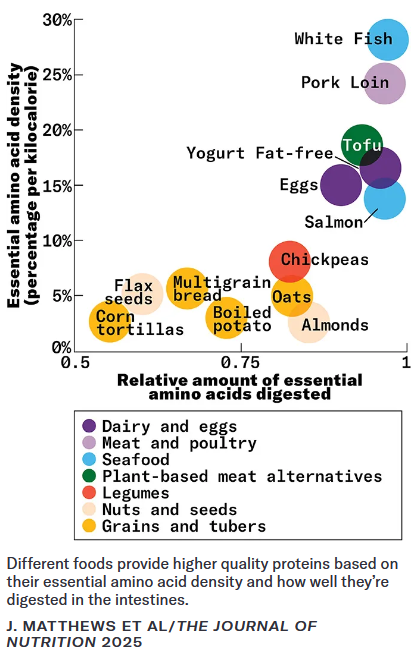 Essential amino acid density
(percentage per kilocalorie)
30%
25%
20%
15%
10%
5%
0%
White Fish
Pork Loin
Tofu
Yogurt Fat-free
Eggs
Salmon
Chickpeas
Flax
seeds
Multigrain
bread
Oats
Corn
tortillas
Boiled
potato
Almonds
0.5
0.75
1
Relative amount of essential
amino acids digested
Dairy and eggs
Meat and poultry
Seafood
Plant-based meat alternatives
Legumes
Nuts and seeds
Grains and tubers
Different foods provide higher quality proteins based on
their essential amino acid density and how well they’re
digested in the intestines.
J. MATTHEWS ET AL/THE JOURNAL OF
NUTRITION 2025